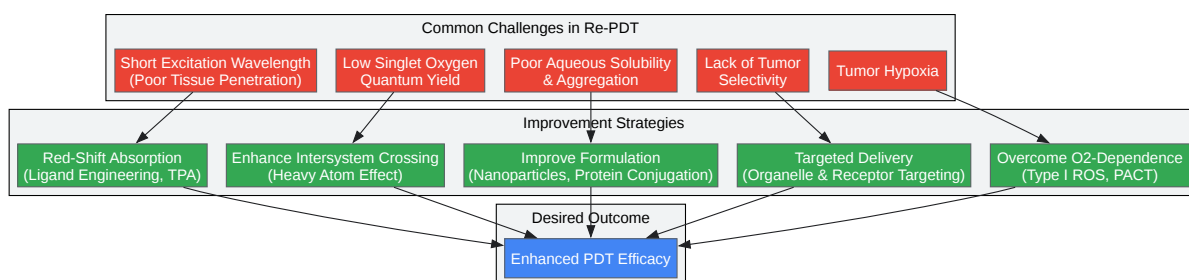 Common Challenges in Re-PDT
Short Excitation Wavelength
(Poor Tissue Penetration)
Low Singlet Oxygen
Quantum Yield
Poor Aqueous Solubility
& Aggregation
Lack of Tumor
Selectivity
Tumor Hypoxia
Improvement Strategies
Red-Shift Absorption
(Ligand Engineering, TPA)
Enhance Intersystem Crossing
(Heavy Atom Effect)
Improve Formulation
(Nanoparticles, Protein Conjugation)
Targeted Delivery
(Organelle & Receptor Targeting)
Overcome O2-Dependence
(Type I ROS, PACT)
Desired Outcome
Enhanced PDT Efficacy